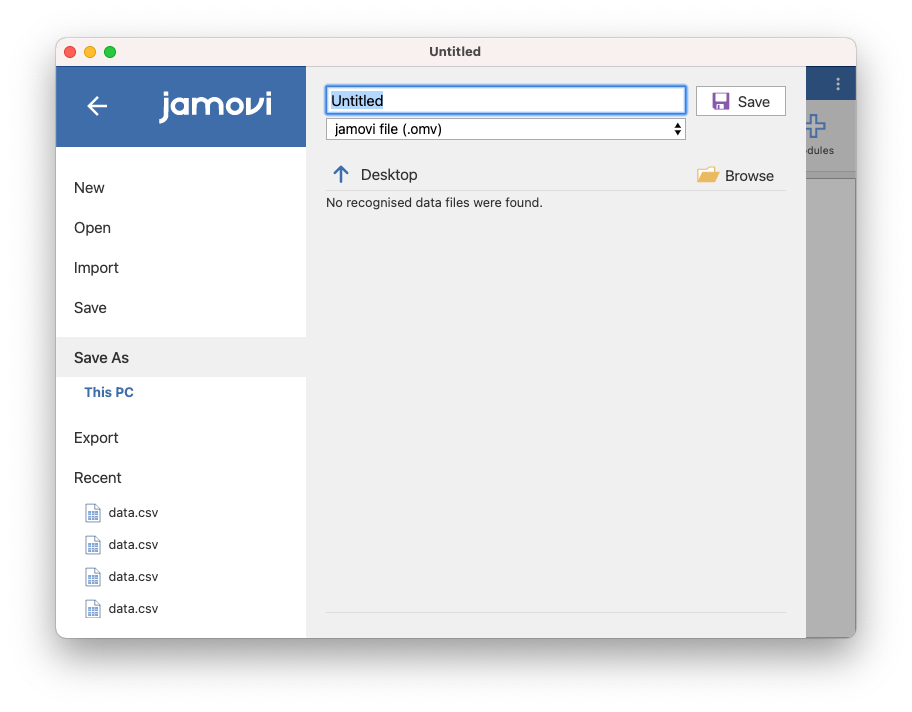 Untitled
jamovi
New
Open
Import
Save
Save As
This PC
Export
Recent
data.csv
data.csv
data.csv
data.csv
Untitled
Save
jamovi file (.omv)
Desktop
Browse
No recognised data files were found.
dules